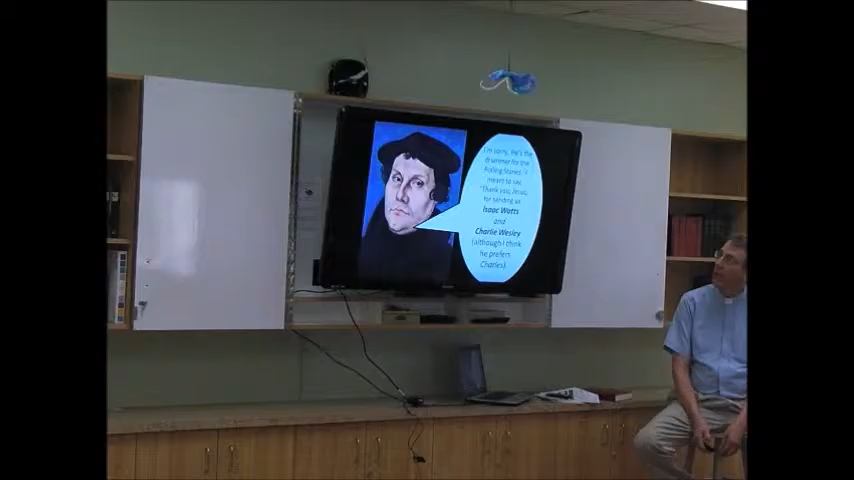 I'm sorry. He's the
drummer for the
Rolling Stones. I
meant to say,
"Thank you, Jesus,
for sending us
Isaac Watts
and
Charlie Wesley
(although I think
he prefers
Charles).